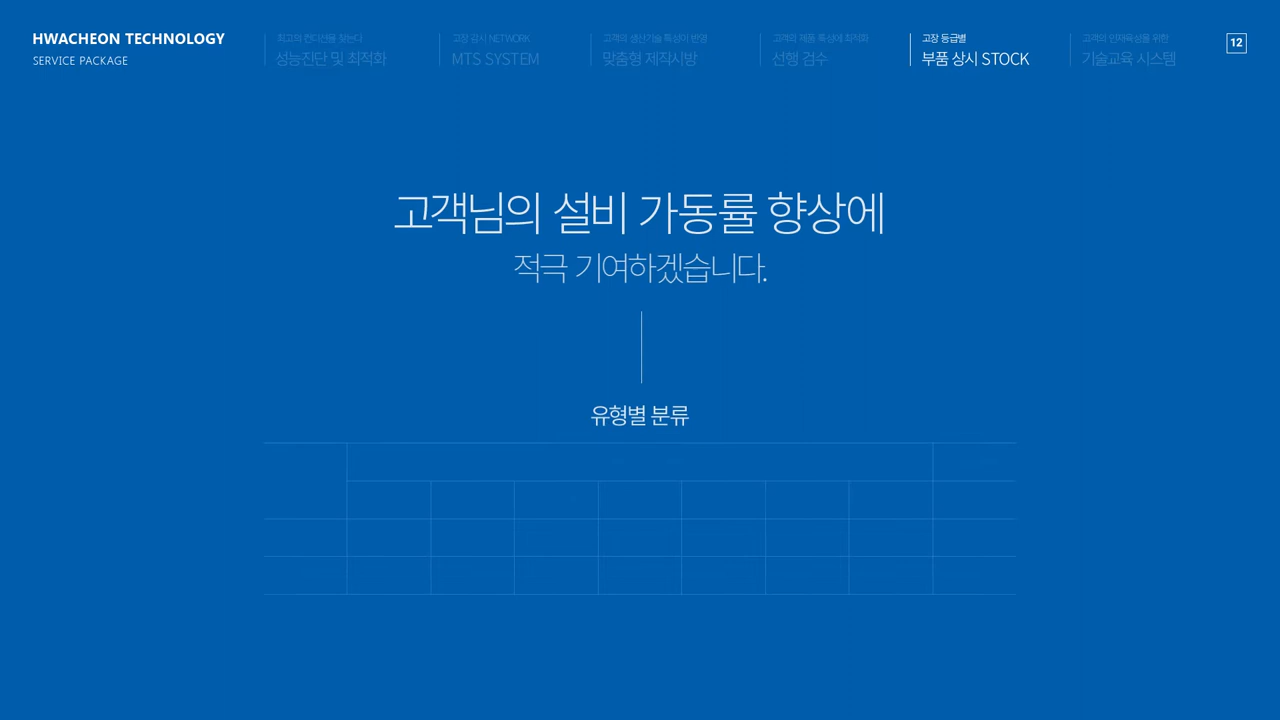 HWACHEON TECHNOLOGY
SERVICE PACKAGE
최고의 컨디션을 찾는다
성능진단 및 최적화
고장 감시 NETWORK
MTS SYSTEM
고객의 생산기술 특성이 반영
맞춤형 제작시방
고객의 제품 특성에 최적화
선행 검수
고장 등급별
부품 상시 STOCK
고객의 인재육성을 위한
기술교육 시스템
12
고객님의 설비 가동률 향상에
적극 기여하겠습니다.
유형별 분류